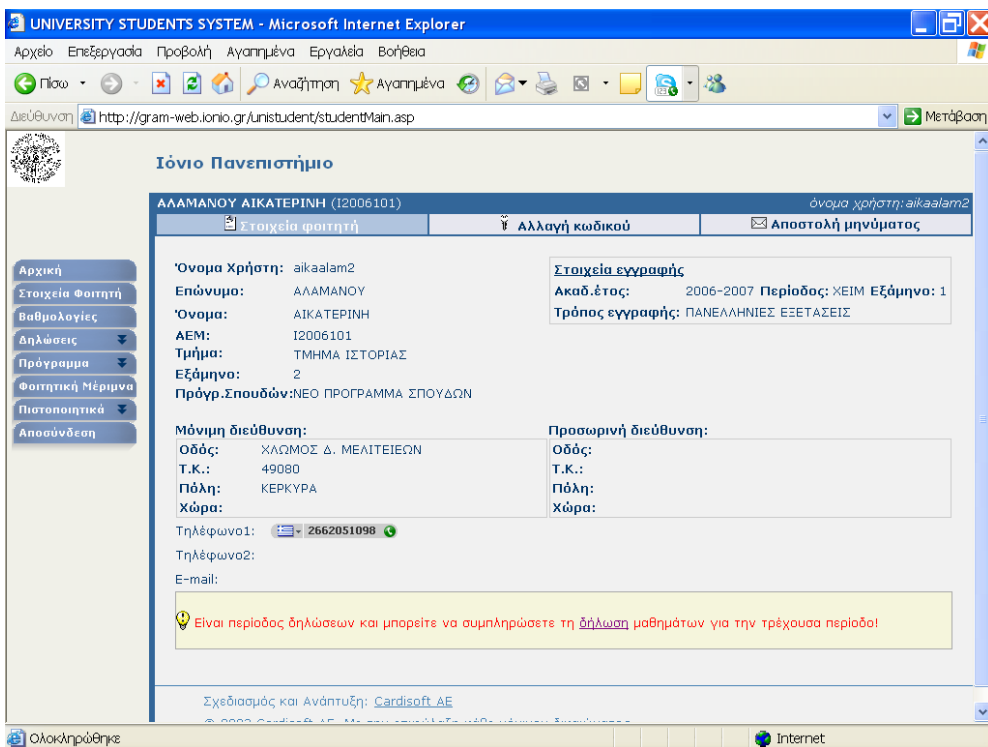 UNIVERSITY STUDENTS SYSTEM - Microsoft Internet Explorer
Αρχείο Επεξεργασία Προβολή Αγαπημένα Εργαλεία Βοήθεια
Πίσω Αναζήτηση Αγαπημένα
Διεύθυνση http://gram-web.ionio.gr/unistudent/studentMain.asp Μετάβαση
Ιόνιο Πανεπιστήμιο
ΑΛΑΜΑΝΟΥ ΑΙΚΑΤΕΡΙΝΗ (Ι2006101) όνομα χρήστη:aikaalam2
Στοιχεία φοιτητή Αλλαγή κωδικού Αποστολή μηνύματος
Αρχική
Στοιχεία Φοιτητή
Βαθμολογίες
Δηλώσεις
Πρόγραμμα
Φοιτητική Μέριμνα
Πιστοποιητικά
Αποσύνδεση
Όνομα Χρήστη: aikaalam2
Επώνυμο: ΑΛΑΜΑΝΟΥ
Όνομα: ΑΙΚΑΤΕΡΙΝΗ
ΑΕΜ: Ι2006101
Τμήμα: ΤΜΗΜΑ ΙΣΤΟΡΙΑΣ
Εξάμηνο: 2
Πρόγρ.Σπουδών:ΝΕΟ ΠΡΟΓΡΑΜΜΑ ΣΠΟΥΔΩΝ
Στοιχεία εγγραφής
Ακαδ.έτος: 2006-2007 Περίοδος: ΧΕΙΜ Εξάμηνο: 1
Τρόπος εγγραφής: ΠΑΝΕΛΛΗΝΙΕΣ ΕΞΕΤΑΣΕΙΣ
Μόνιμη διεύθυνση:
Οδός: ΧΛΩΜΟΣ Δ. ΜΕΛΙΤΕΙΕΩΝ
Τ.Κ.: 49080
Πόλη: ΚΕΡΚΥΡΑ
Χώρα:
Προσωρινή διεύθυνση:
Οδός:
Τ.Κ.:
Πόλη:
Χώρα:
Τηλέφωνο1: 2662051098
Τηλέφωνο2:
E-mail:
Είναι περίοδος δηλώσεων και μπορείτε να συμπληρώσετε τη δήλωση μαθημάτων για την τρέχουσα περίοδο!
Σχεδιασμός και Ανάπτυξη: Cardisoft AE
Ολοκληρώθηκε Internet